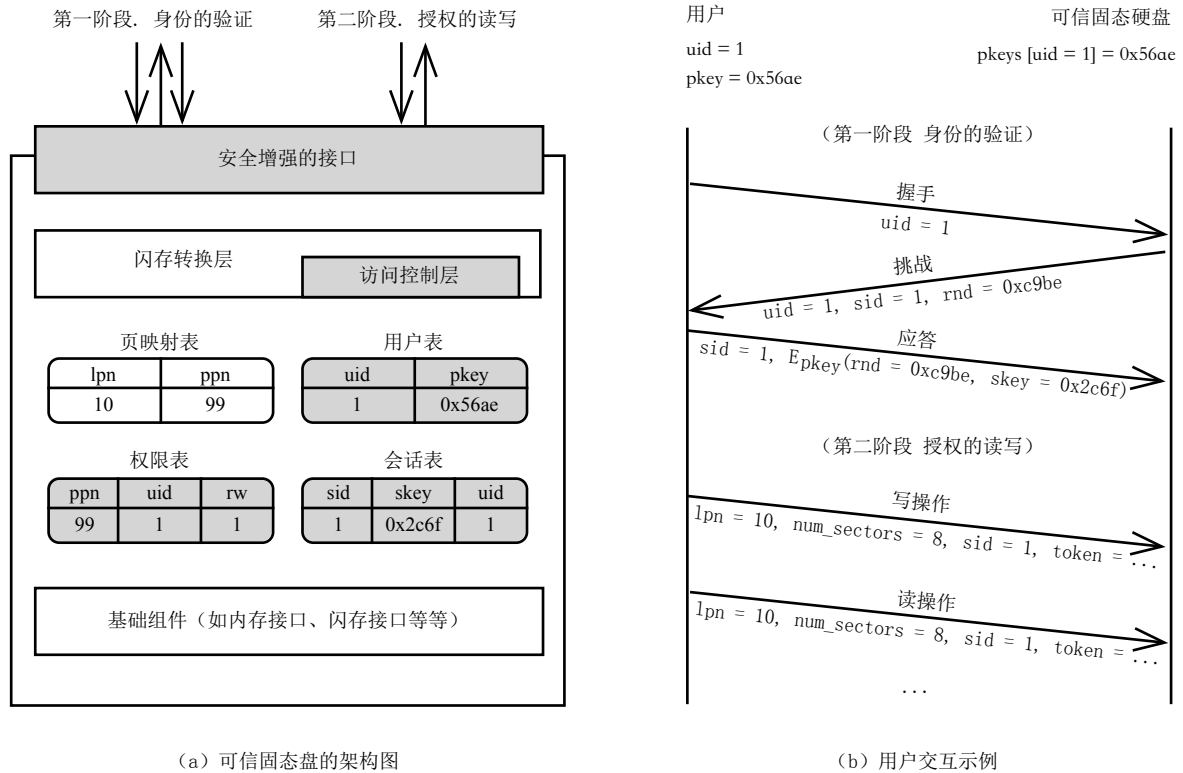 第一阶段. 身份的验证
第二阶段. 授权的读写
安全增强的接口
闪存转换层
访问控制层
页映射表
lpn ppn
10 99
用户表
uid pkey
1 0x56ae
权限表
ppn uid rw
99 1 1
会话表
sid skey uid
1 0x2c6f 1
基础组件（如内存接口、闪存接口等等）
（a）可信固态盘的架构图
用户
uid = 1
pkey = 0x56ae
可信固态硬盘
pkeys [uid = 1] = 0x56ae
（第一阶段 身份的验证）
握手
uid = 1
挑战
uid = 1, sid = 1, rnd = 0xc9be
应答
sid = 1, Epkey(rnd = 0xc9be, skey = 0x2c6f)
（第二阶段 授权的读写）
写操作
lpn = 10, num_sectors = 8, sid = 1, token = ...
读操作
lpn = 10, num_sectors = 8, sid = 1, token = ...
...
（b）用户交互示例